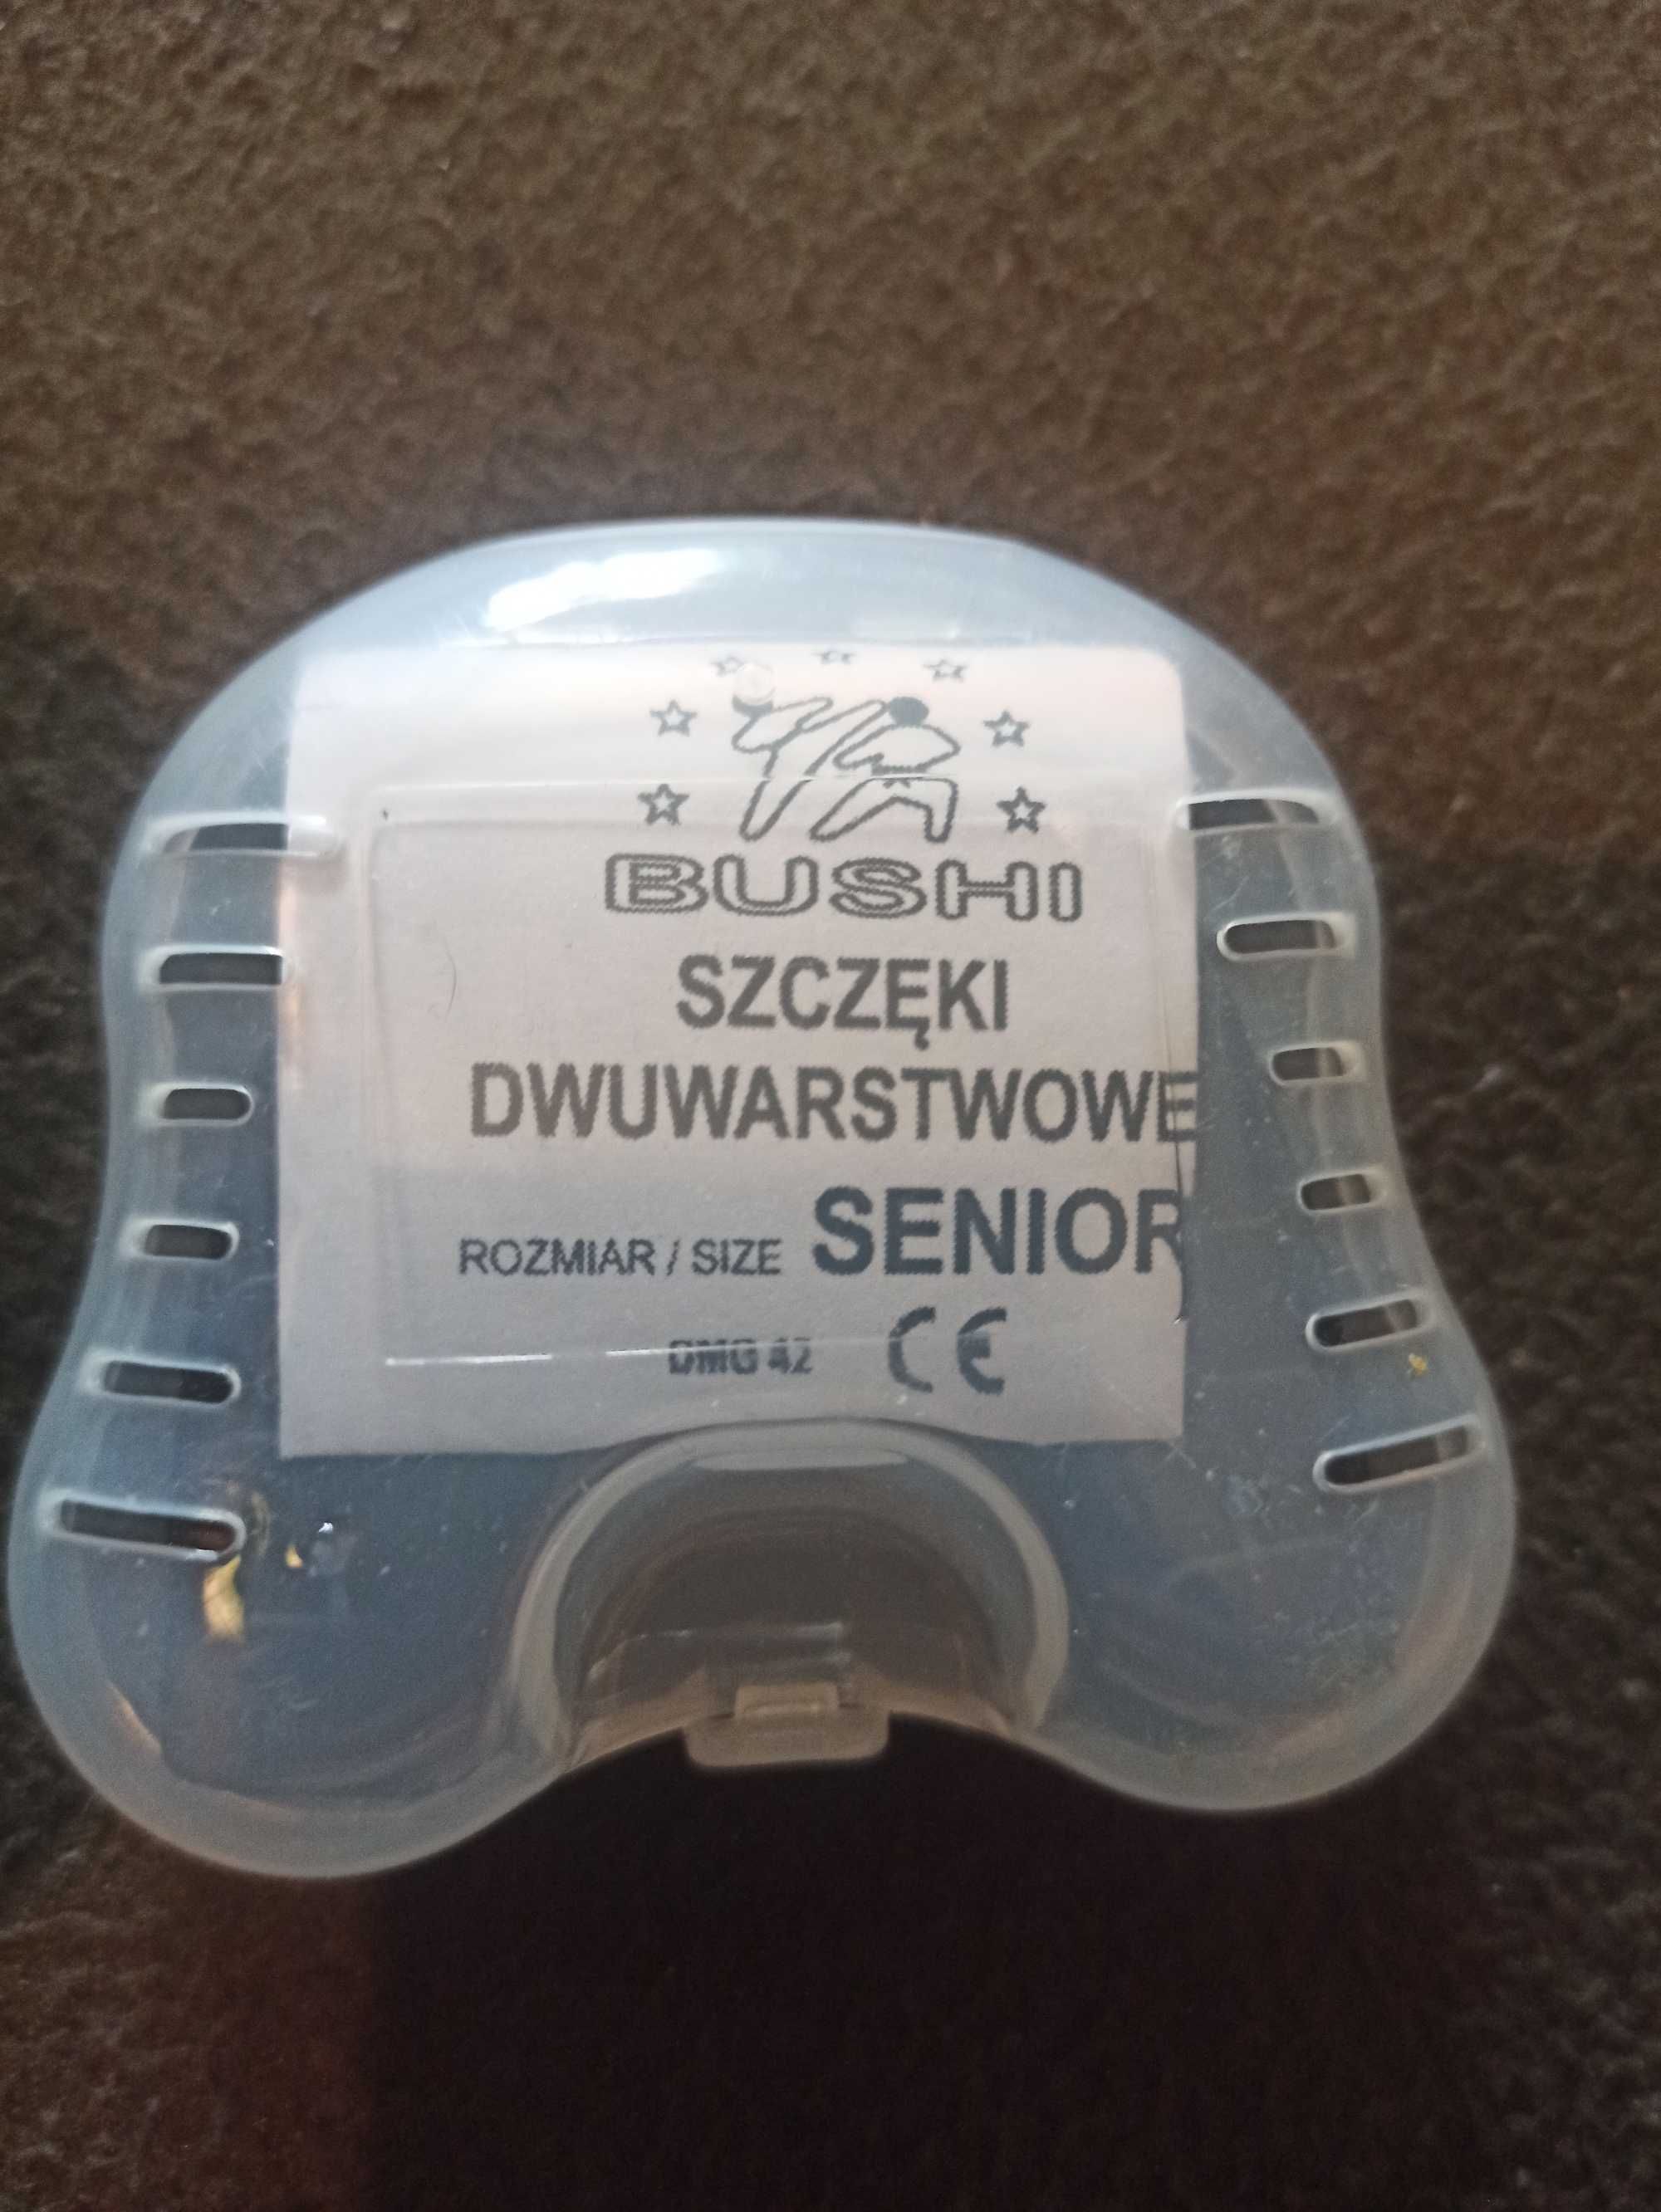 BUSHI
SZCZĘKI
DWUWARSTWOWE
ROZMIAR / SIZE SENIOR
DMG 42 CE